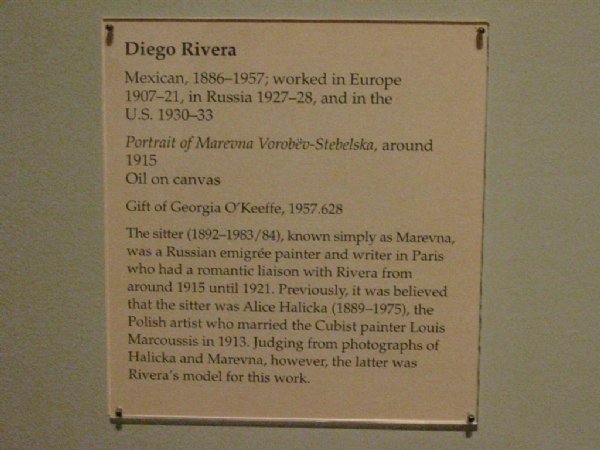 Diego Rivera
Mexican, 1886–1957; worked in Europe
1907–21, in Russia 1927–28, and in the
U.S. 1930–33
Portrait of Marevna Vorobëv-Stebelska, around
1915
Oil on canvas
Gift of Georgia O'Keeffe, 1957.628
The sitter (1892–1983/84), known simply as Marevna,
was a Russian emigrée painter and writer in Paris
who had a romantic liaison with Rivera from
around 1915 until 1921. Previously, it was believed
that the sitter was Alice Halicka (1889–1975), the
Polish artist who married the Cubist painter Louis
Marcoussis in 1913. Judging from photographs of
Halicka and Marevna, however, the latter was
Rivera's model for this work.